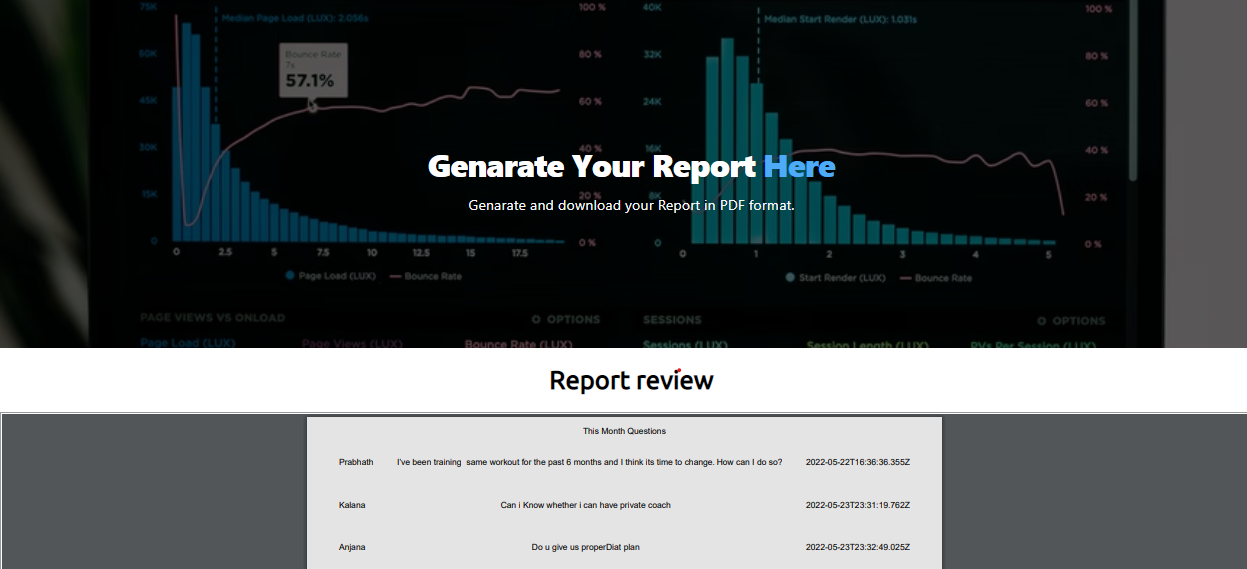 75K
100 %
40K
100 %
Median Page Load (LUX): 2.056s
Median Start Render (LUX): 1.031s
60K
Bounce Rate
80 %
32K
80 %
7s
57.1%
45K
60 %
24K
60 %
30K
40 %
16K
40 %
Genarate Your Report Here
15K
20 %
8K
20 %
Genarate and download your Report in PDF format.
0
0 %
0
0 %
0 2.5 5 7.5 10 12.5 15 17.5
0 1 2 3 4 5
Page Load (LUX) Bounce Rate
Start Render (LUX) Bounce Rate
PAGE VIEWS VS ONLOAD
OPTIONS
SESSIONS
OPTIONS
Page Load (LUX) Page Views (LUX) Bounce Rate (LUX)
Sessions (LUX) Session Length (LUX) PVs Per Session (LUX)
Report review
This Month Questions
Prabhath I've been training same workout for the past 6 months and I think its time to change. How can I do so? 2022-05-22T16:36:36.355Z
Kalana Can i Know whether i can have private coach 2022-05-23T23:31:19.762Z
Anjana Do u give us properDiat plan 2022-05-23T23:32:49.025Z